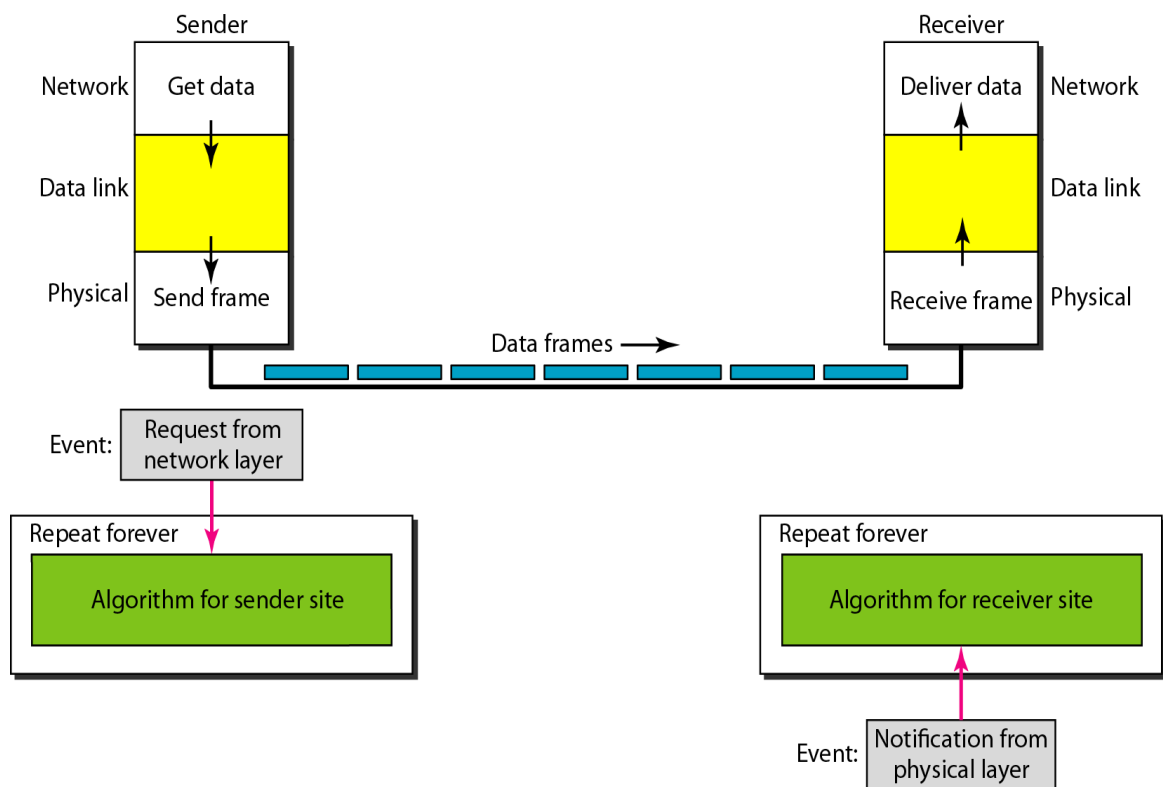 Sender
Receiver
Network
Get data
Deliver data
Network
Data link
Data link
Physical
Send frame
Receive frame
Physical
Data frames
Event:
Request from
network layer
Repeat forever
Algorithm for sender site
Repeat forever
Algorithm for receiver site
Event:
Notification from
physical layer